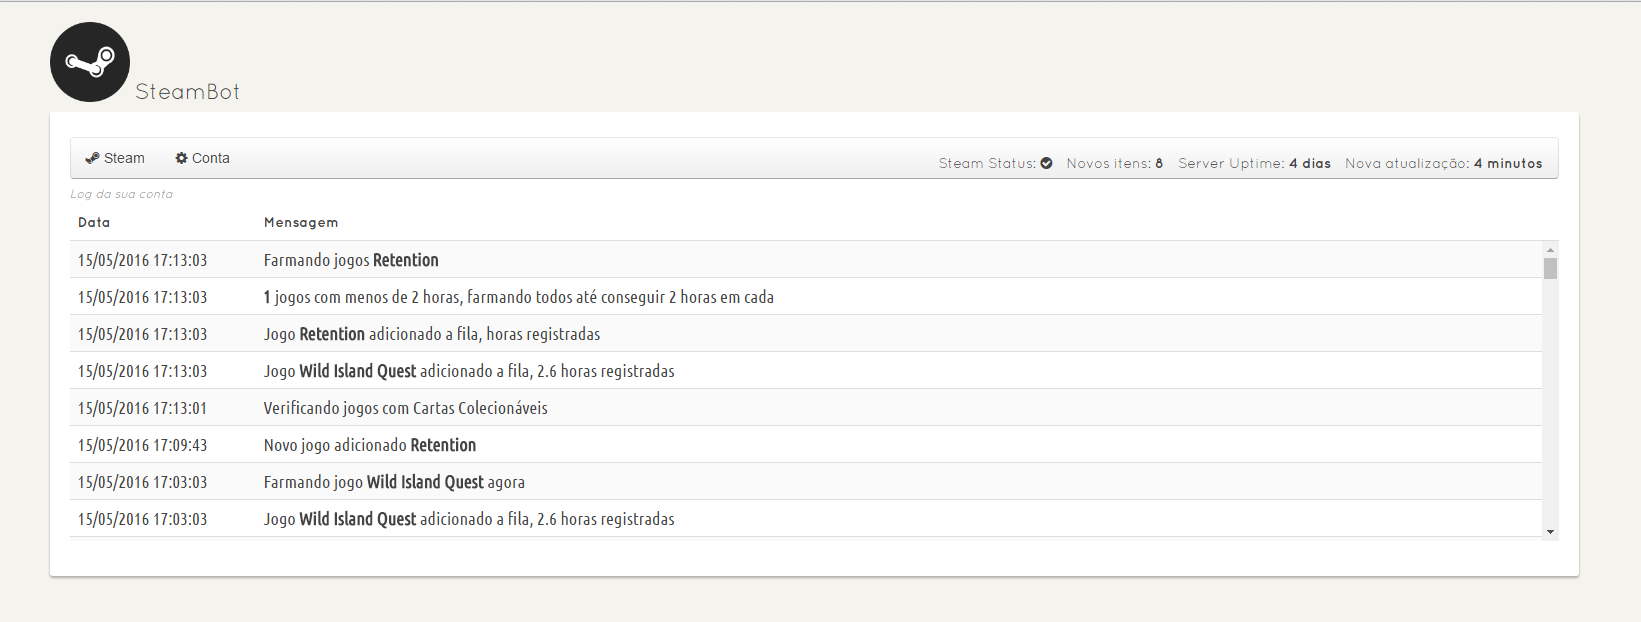 SteamBot
Steam Conta Steam Status: Novos itens: 8 Server Uptime: 4 dias Nova atualização: 4 minutos
Log da sua conta
Data Mensagem
15/05/2016 17:13:03 Farmando jogos Retention
15/05/2016 17:13:03 1 jogos com menos de 2 horas, farmando todos até conseguir 2 horas em cada
15/05/2016 17:13:03 Jogo Retention adicionado a fila, horas registradas
15/05/2016 17:13:03 Jogo Wild Island Quest adicionado a fila, 2.6 horas registradas
15/05/2016 17:13:01 Verificando jogos com Cartas Colecionáveis
15/05/2016 17:09:43 Novo jogo adicionado Retention
15/05/2016 17:03:03 Farmando jogo Wild Island Quest agora
15/05/2016 17:03:03 Jogo Wild Island Quest adicionado a fila, 2.6 horas registradas